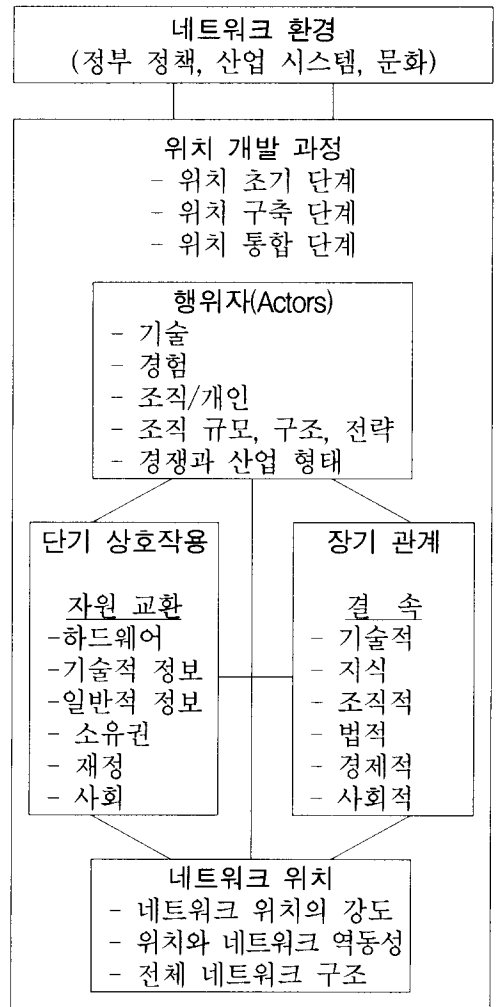 네트워크 환경
(정부 정책, 산업 시스템, 문화)
위치 개발 과정
- 위치 초기 단계
- 위치 구축 단계
- 위치 통합 단계
행위자(Actors)
- 기술
- 경험
- 조직/개인
- 조직 규모, 구조, 전략
- 경쟁과 산업 형태
단기 상호작용
자원 교환
-하드웨어
-기술적 정보
-일반적 정보
- 소유권
- 재정
- 사회
장기 관계
결 속
- 기술적
- 지식
- 조직적
- 법적
- 경제적
- 사회적
네트워크 위치
- 네트워크 위치의 강도
- 위치와 네트워크 역동성
- 전체 네트워크 구조